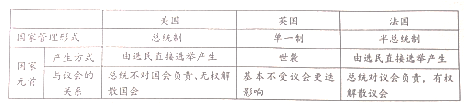 美国 英国 法国
国家管理形式 总统制 单一制 半总统制
国家元首 产生方式 由选民直接选举产生 世袭 由选民直接选举产生
与议会的关系 总统不对国会负责，无权解散国会 基本不受议会更迭影响 总统对议会负责，有权解散议会